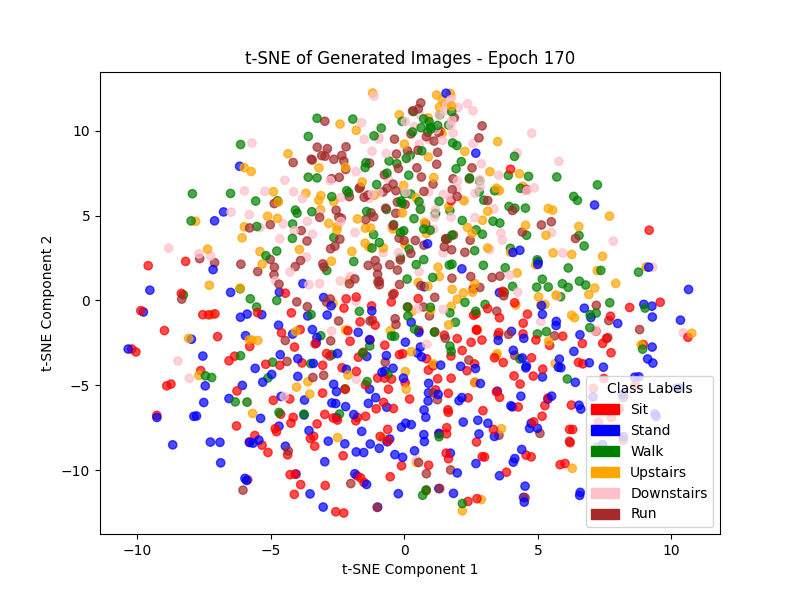 t-SNE of Generated Images - Epoch 170
t-SNE Component 2
10
5
0
−5
−10
−10
−5
0
5
10
t-SNE Component 1
Class Labels
Sit
Stand
Walk
Upstairs
Downstairs
Run